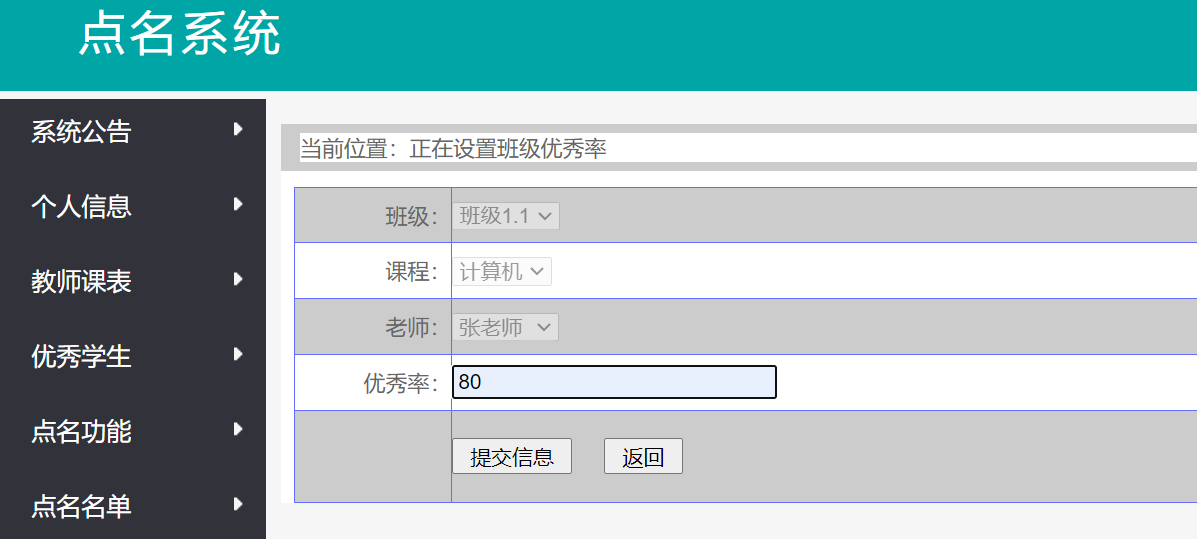 点名系统
系统公告
个人信息
教师课表
优秀学生
点名功能
点名名单
当前位置：正在设置班级优秀率
班级： 班级1.1
课程： 计算机
老师： 张老师
优秀率： 80
提交信息 返回